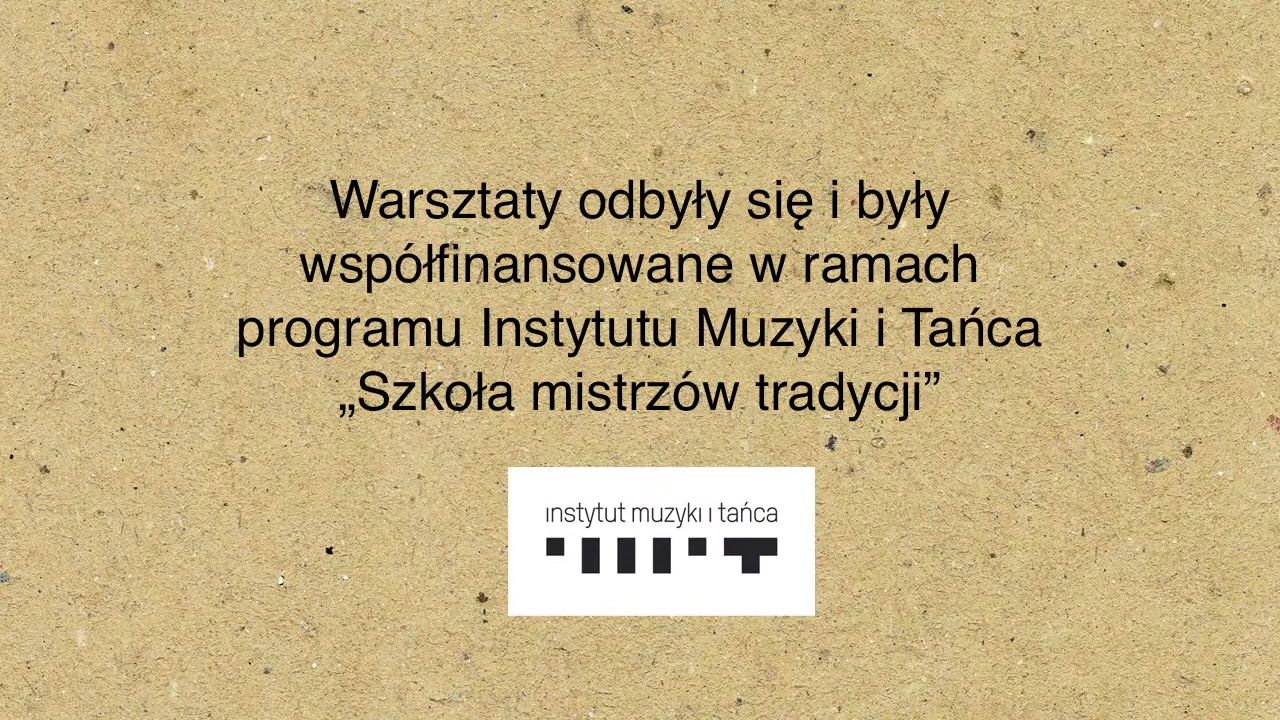 Warsztaty odbyły się i były
współfinansowane w ramach
programu Instytutu Muzyki i Tańca
„Szkoła mistrzów tradycji”
instytut muzyki i tańca